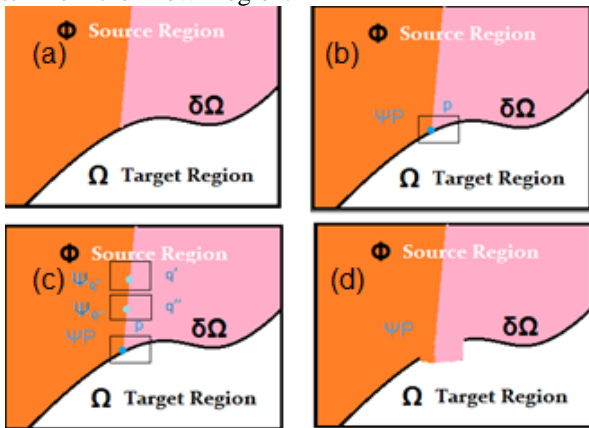 (a)
Φ Source Region
δΩ
Ω Target Region
(b)
Φ Source Region
ΨP
p
δΩ
Ω Target Region
(c)
Φ Source Region
Ψq'
q'
Ψq''
q''
ΨP
p
δΩ
Ω Target Region
(d)
Φ Source Region
ΨP
δΩ
Ω Target Region